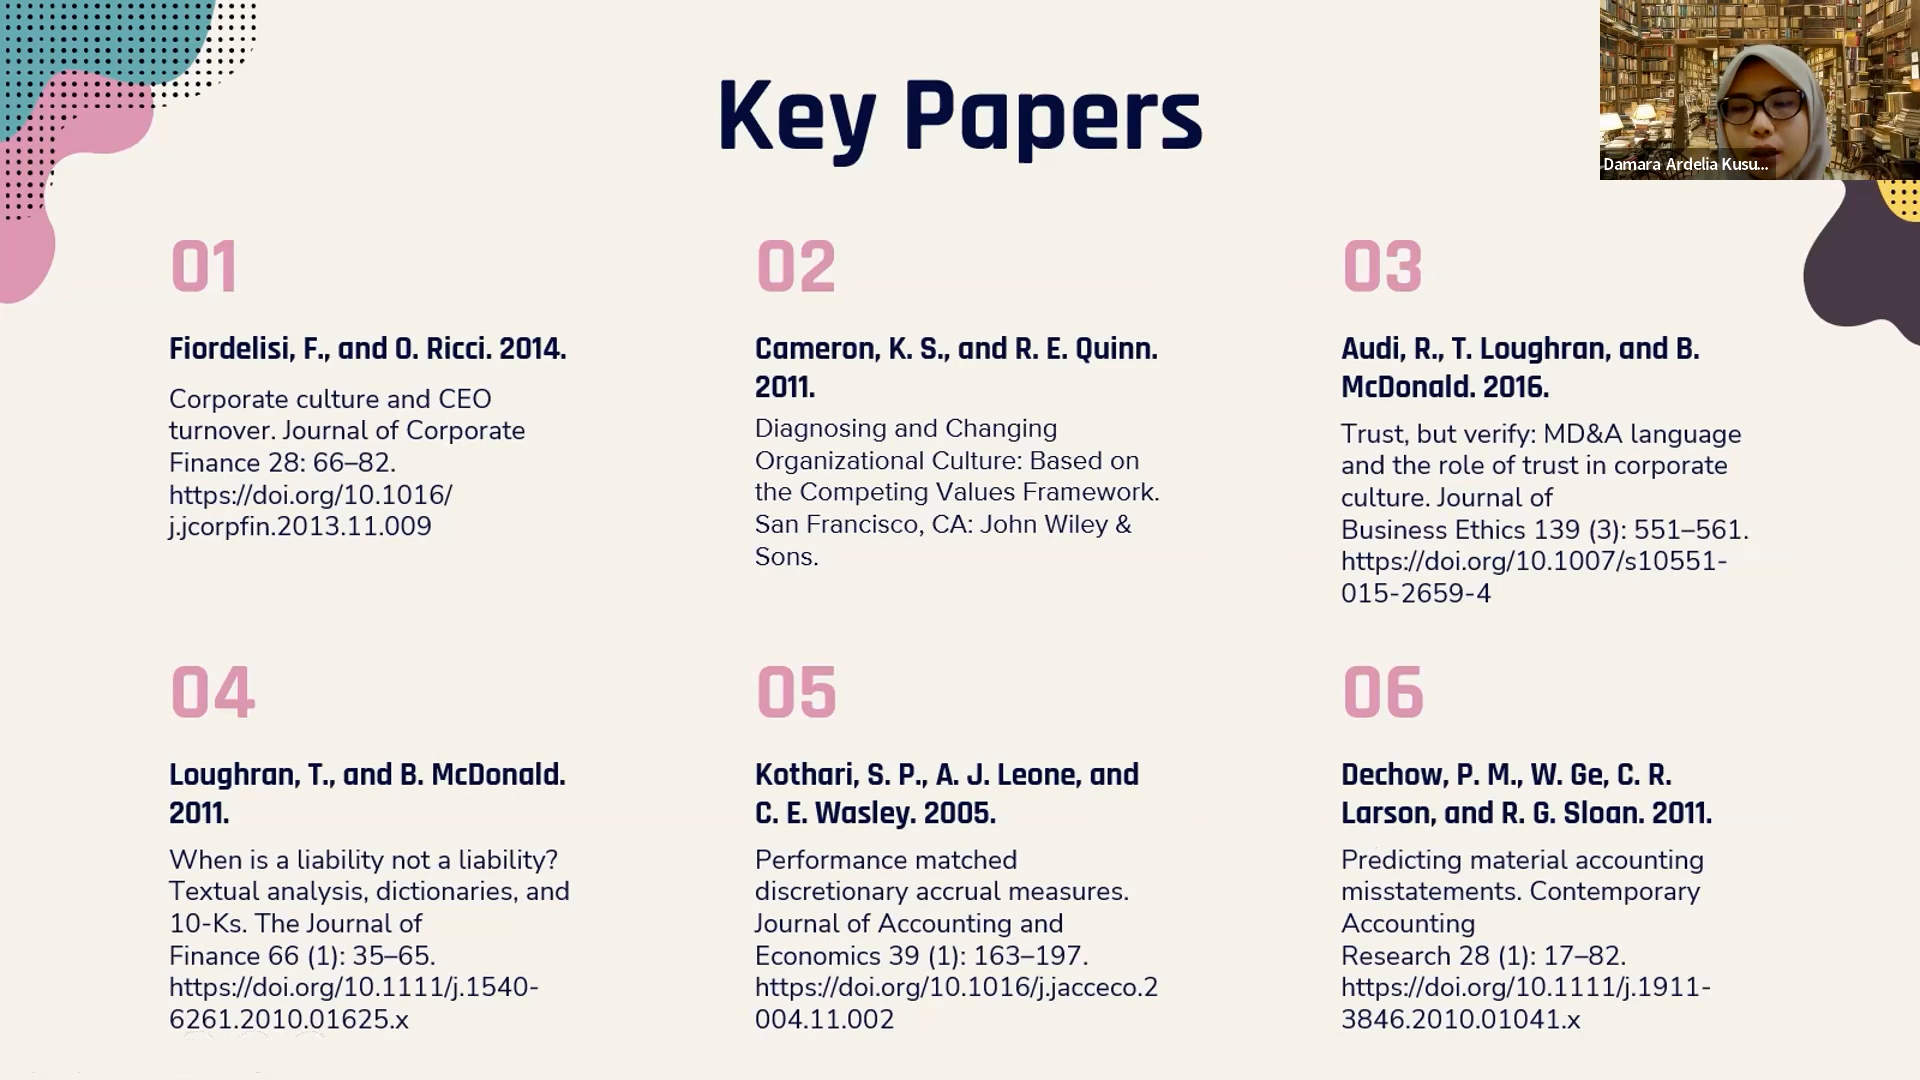 Key Papers
Damara Ardelia Kusu...
01
Fiordelisi, F., and O. Ricci. 2014.
Corporate culture and CEO
turnover. Journal of Corporate
Finance 28: 66–82.
https://doi.org/10.1016/
j.jcorpfin.2013.11.009
02
Cameron, K. S., and R. E. Quinn.
2011.
Diagnosing and Changing
Organizational Culture: Based on
the Competing Values Framework.
San Francisco, CA: John Wiley &
Sons.
03
Audi, R., T. Loughran, and B.
McDonald. 2016.
Trust, but verify: MD&A language
and the role of trust in corporate
culture. Journal of
Business Ethics 139 (3): 551–561.
https://doi.org/10.1007/s10551-
015-2659-4
04
Loughran, T., and B. McDonald.
2011.
When is a liability not a liability?
Textual analysis, dictionaries, and
10-Ks. The Journal of
Finance 66 (1): 35–65.
https://doi.org/10.1111/j.1540-
6261.2010.01625.x
05
Kothari, S. P., A. J. Leone, and
C. E. Wasley. 2005.
Performance matched
discretionary accrual measures.
Journal of Accounting and
Economics 39 (1): 163–197.
https://doi.org/10.1016/j.jacceco.2
004.11.002
06
Dechow, P. M., W. Ge, C. R.
Larson, and R. G. Sloan. 2011.
Predicting material accounting
misstatements. Contemporary
Accounting
Research 28 (1): 17–82.
https://doi.org/10.1111/j.1911-
3846.2010.01041.x